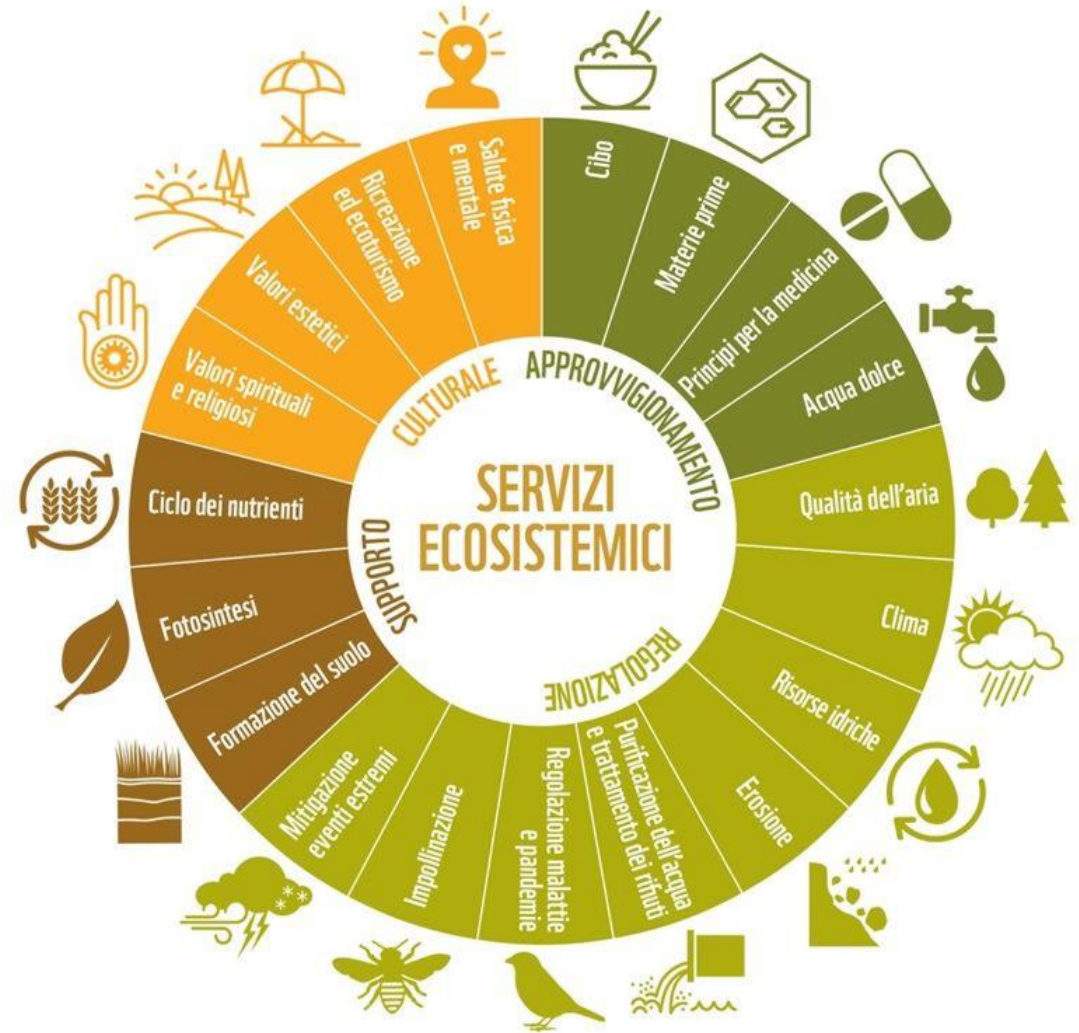 SERVIZI
ECOSISTEMICI
APPROVVIGIONAMENTO
Cibo
Materie prime
Principi per la medicina
Acqua dolce
REGOLAZIONE
Qualità dell'aria
Clima
Risorse idriche
Erosione
Purificazione dell'acqua
e trattamento dei rifiuti
Regolazione malattie
e pandemie
Impollinazione
Mitigazione
eventi estremi
SUPPORTO
Formazione del suolo
Fotosintesi
Ciclo dei nutrienti
CULTURALE
Valori spirituali
e religiosi
Valori estetici
Ricreazione
ed ecoturismo
Salute fisica
e mentale